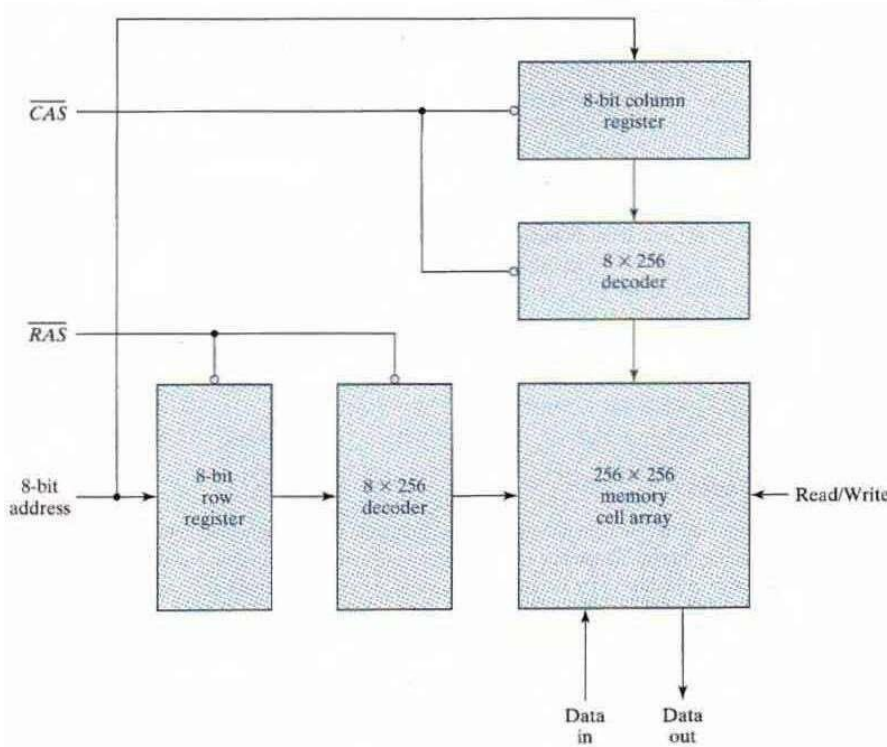 8-bit column
register
CAS
8 × 256
decoder
RAS
8-bit
address
8-bit
row
register
8 × 256
decoder
256 × 256
memory
cell array
Read/Write
Data
in
Data
out